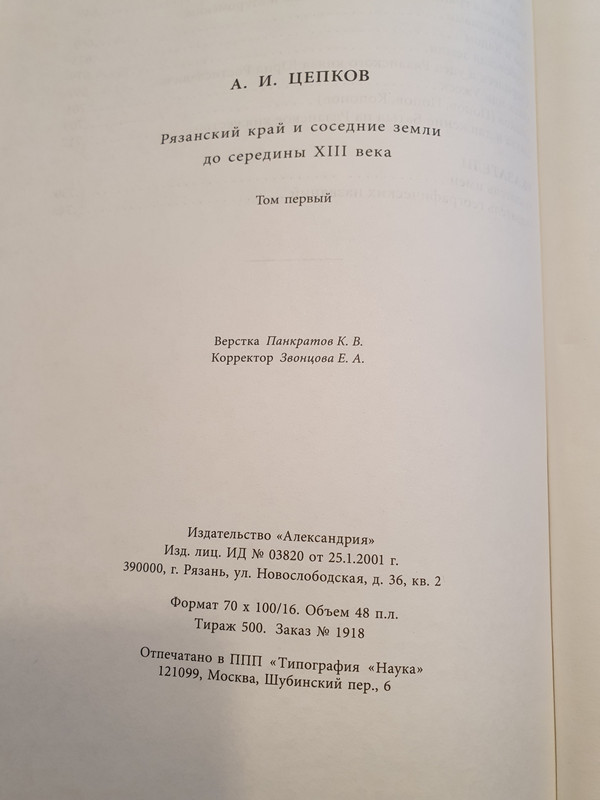 А. И. ЦЕПКОВ
Рязанский край и соседние земли
до середины XIII века
Том первый
Верстка Панкратов К. В.
Корректор Звонцова Е. А.
Издательство «Александрия»
Изд. лиц. ИД № 03820 от 25.1.2001 г.
390000, г. Рязань, ул. Новослободская, д. 36, кв. 2
Формат 70 х 100/16. Объем 48 п.л.
Тираж 500. Заказ № 1918
Отпечатано в ППП «Типография «Наука»
121099, Москва, Шубинский пер., 6